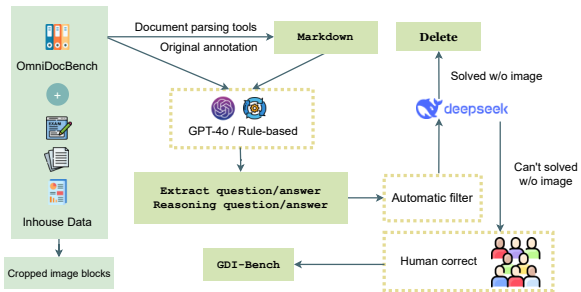 OmniDocBench
+
Inhouse Data
Cropped image blocks
Document parsing tools
Original annotation
Markdown
GPT-4o / Rule-based
Extract question/answer
Reasoning question/answer
Automatic filter
Delete
Solved w/o image
deepseek
Can't solved
w/o image
Human correct
GDI-Bench